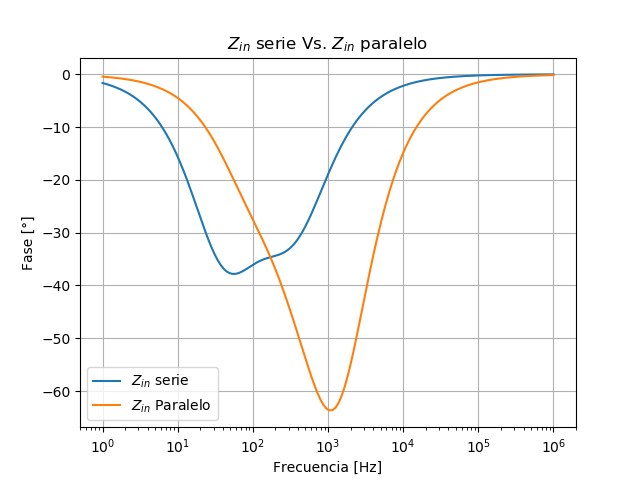 Z_in serie Vs. Z_in paralelo
0
−10
−20
−30
−40
−50
−60
Fase [°]
Z_in serie
Z_in Paralelo
10^0 10^1 10^2 10^3 10^4 10^5 10^6
Frecuencia [Hz]